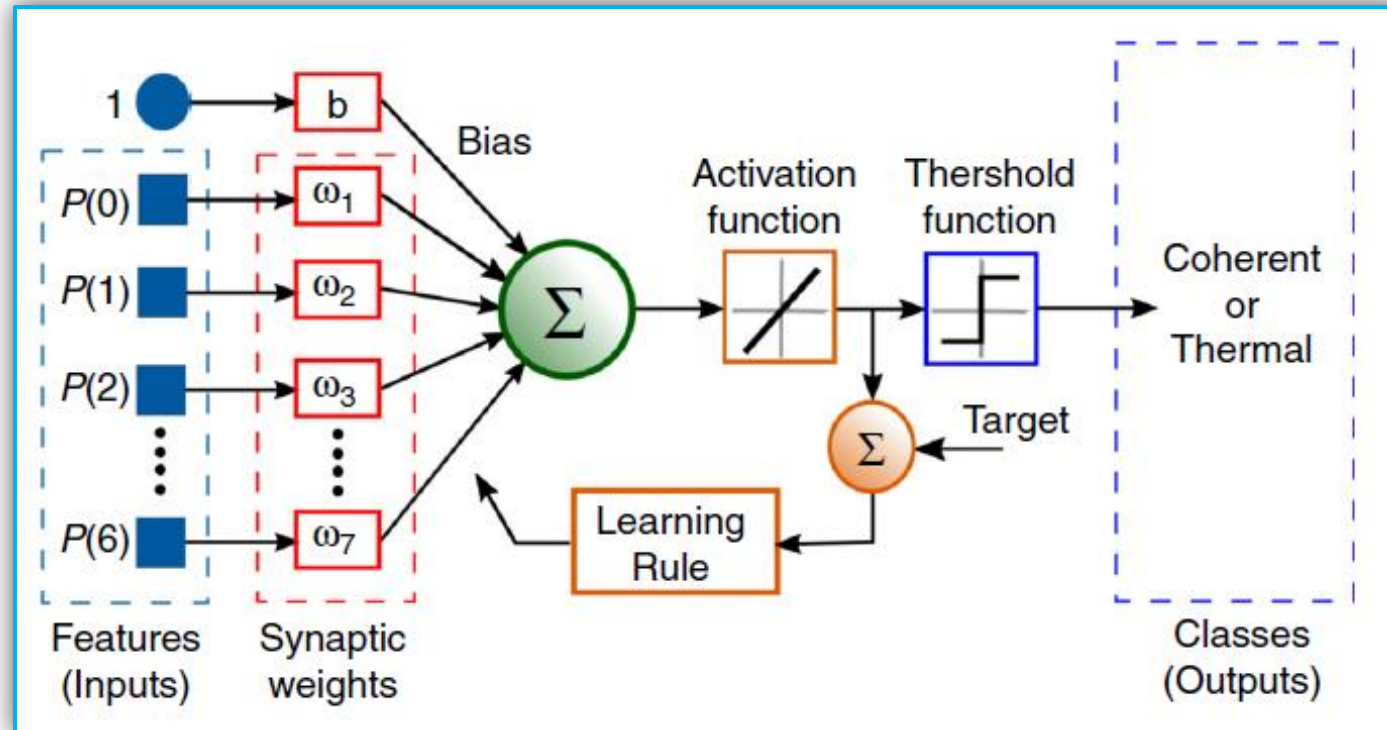 1
b
Bias
P(0)
ω1
P(1)
ω2
P(2)
ω3
P(6)
ω7
Features
(Inputs)
Synaptic
weights
Σ
Activation
function
Thershold
function
Σ
Target
Learning
Rule
Coherent
or
Thermal
Classes
(Outputs)